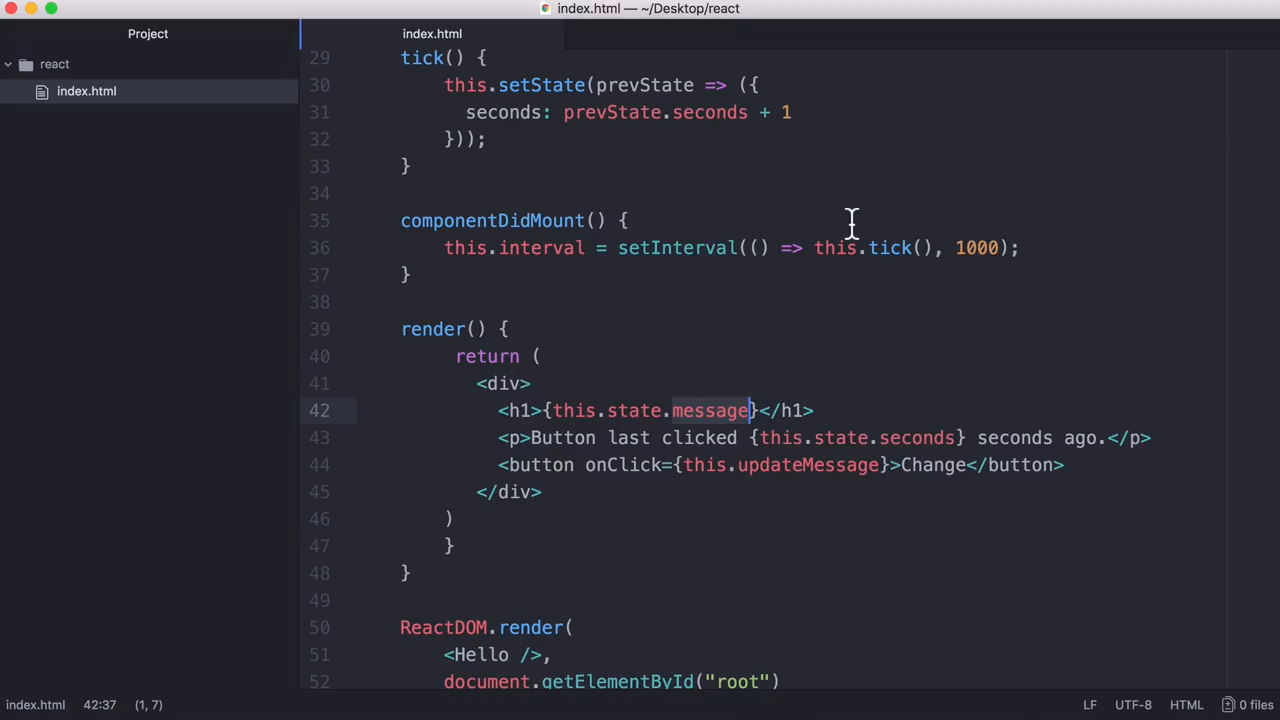 index.html — ~/Desktop/react
Project
index.html
react
index.html
29 tick() {
30 this.setState(prevState => ({
31 seconds: prevState.seconds + 1
32 }));
33 }
34
35 componentDidMount() {
36 this.interval = setInterval(() => this.tick(), 1000);
37 }
38
39 render() {
40 return (
41 <div>
42 <h1>{this.state.message}</h1>
43 <p>Button last clicked {this.state.seconds} seconds ago.</p>
44 <button onClick={this.updateMessage}>Change</button>
45 </div>
46 )
47 }
48 }
49
50 ReactDOM.render(
51 <Hello />,
52 document.getElementById("root")
index.html 42:37 (1, 7) LF UTF-8 HTML 0 files